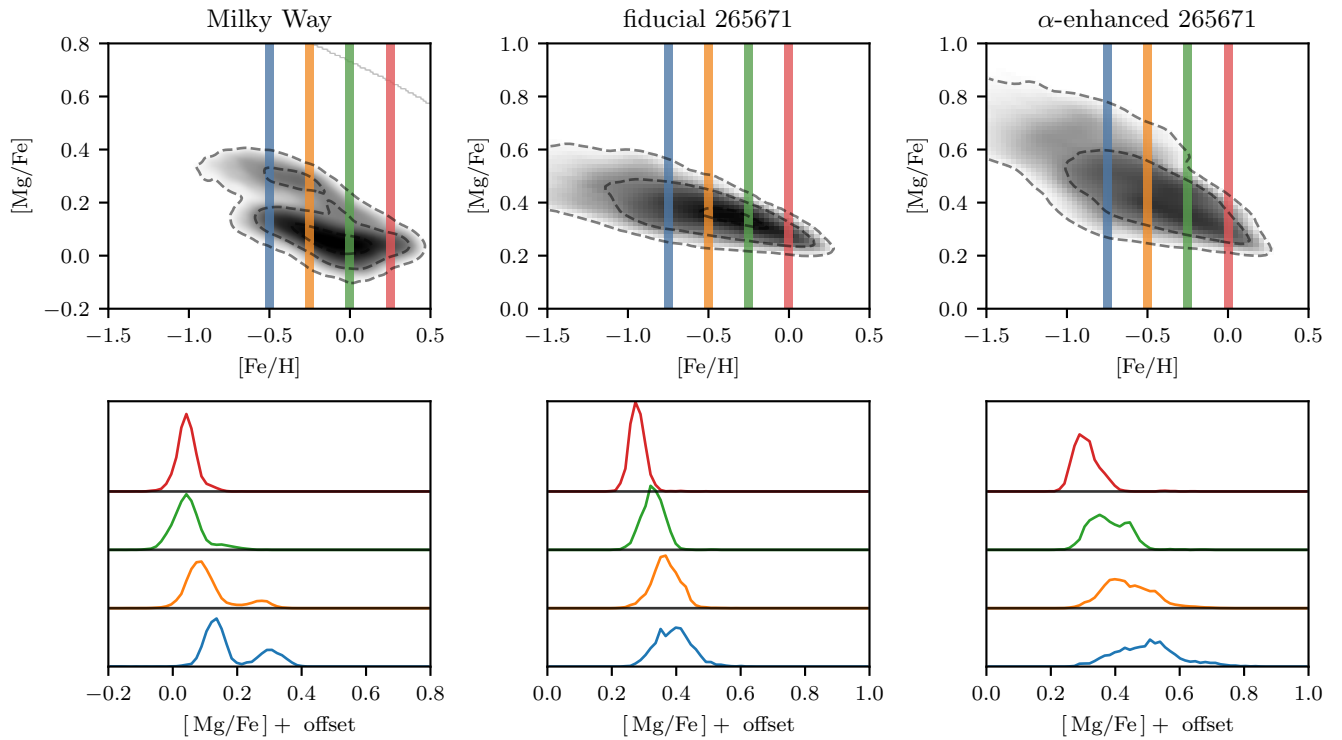 Milky Way
fiducial 265671
α-enhanced 265671
[Mg/Fe]
0.8
0.6
0.4
0.2
0.0
−0.2
−1.5 −1.0 −0.5 0.0 0.5
[Fe/H]
[Mg/Fe]
1.0
0.8
0.6
0.4
0.2
0.0
−1.5 −1.0 −0.5 0.0 0.5
[Fe/H]
[Mg/Fe]
1.0
0.8
0.6
0.4
0.2
0.0
−1.5 −1.0 −0.5 0.0 0.5
[Fe/H]
−0.2 0.0 0.2 0.4 0.6 0.8
[Mg/Fe] + offset
0.0 0.2 0.4 0.6 0.8 1.0
[Mg/Fe] + offset
0.0 0.2 0.4 0.6 0.8 1.0
[Mg/Fe] + offset